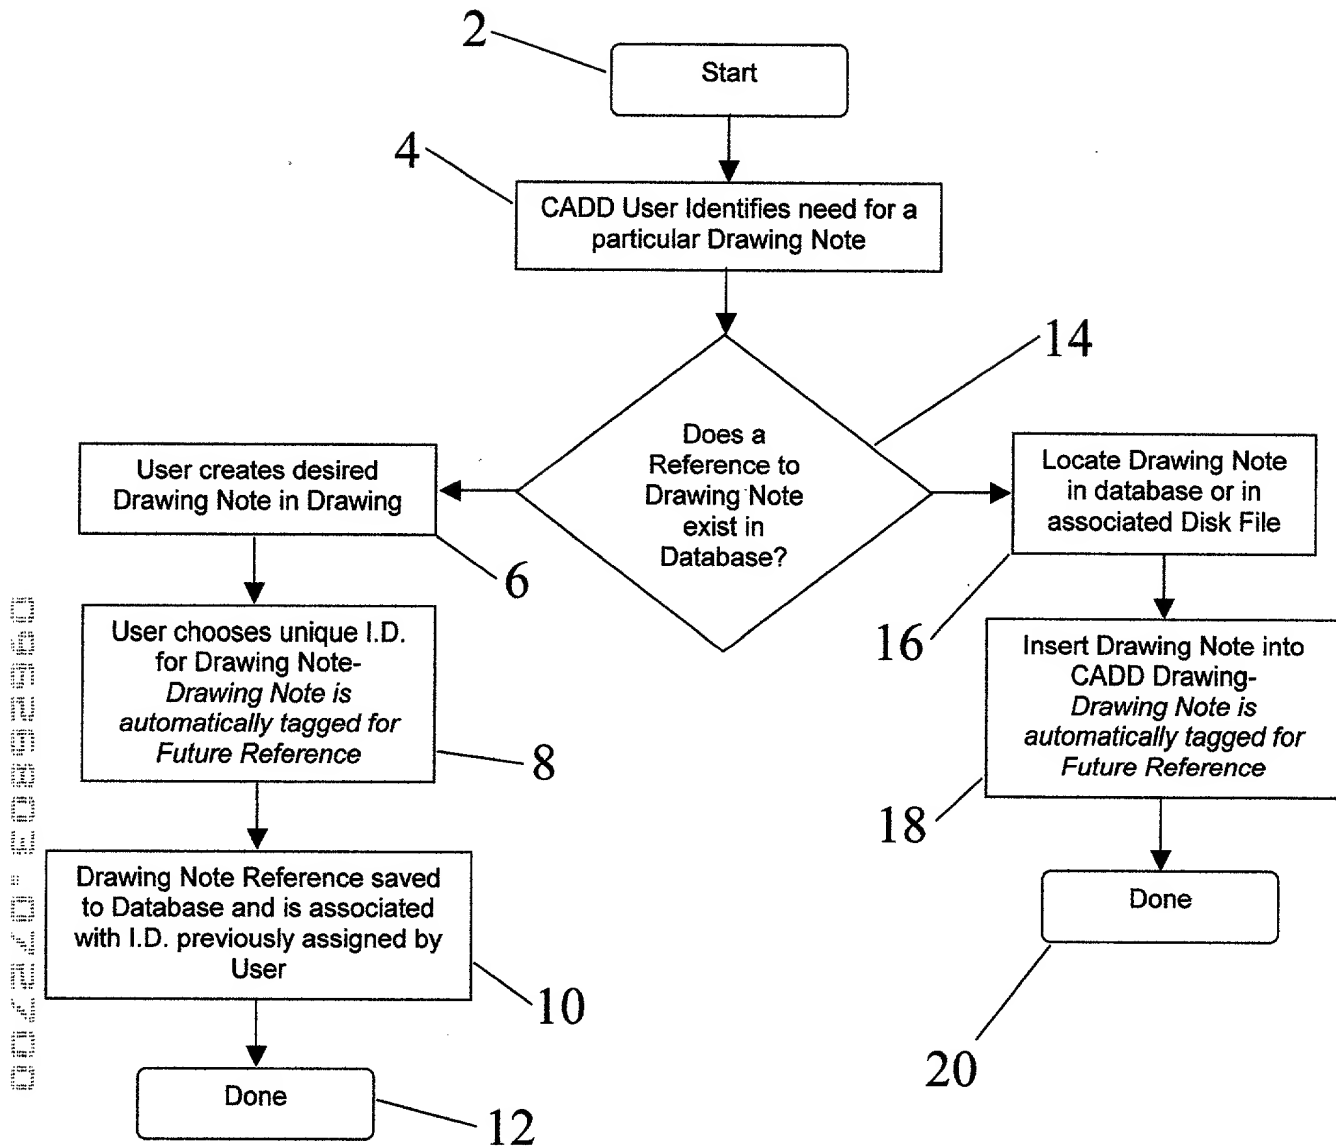 2
Start
4
CADD User Identifies need for a
particular Drawing Note
14
Does a
Reference to
Drawing Note
exist in
Database?
User creates desired
Drawing Note in Drawing
6
User chooses unique I.D.
for Drawing Note-
Drawing Note is
automatically tagged for
Future Reference
8
Drawing Note Reference saved
to Database and is associated
with I.D. previously assigned by
User
10
Done
12
Locate Drawing Note
in database or in
associated Disk File
16
Insert Drawing Note into
CADD Drawing-
Drawing Note is
automatically tagged for
Future Reference
18
Done
20
09626803.072700